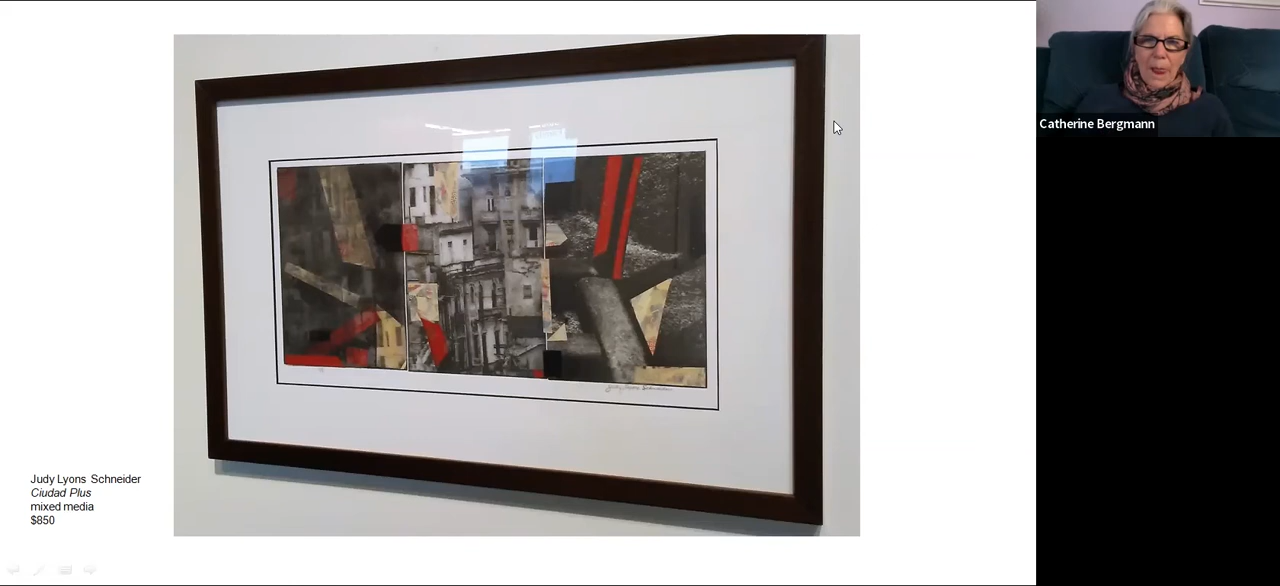 Catherine Bergmann
Judy Lyons Schneider
Ciudad Plus
mixed media
$850